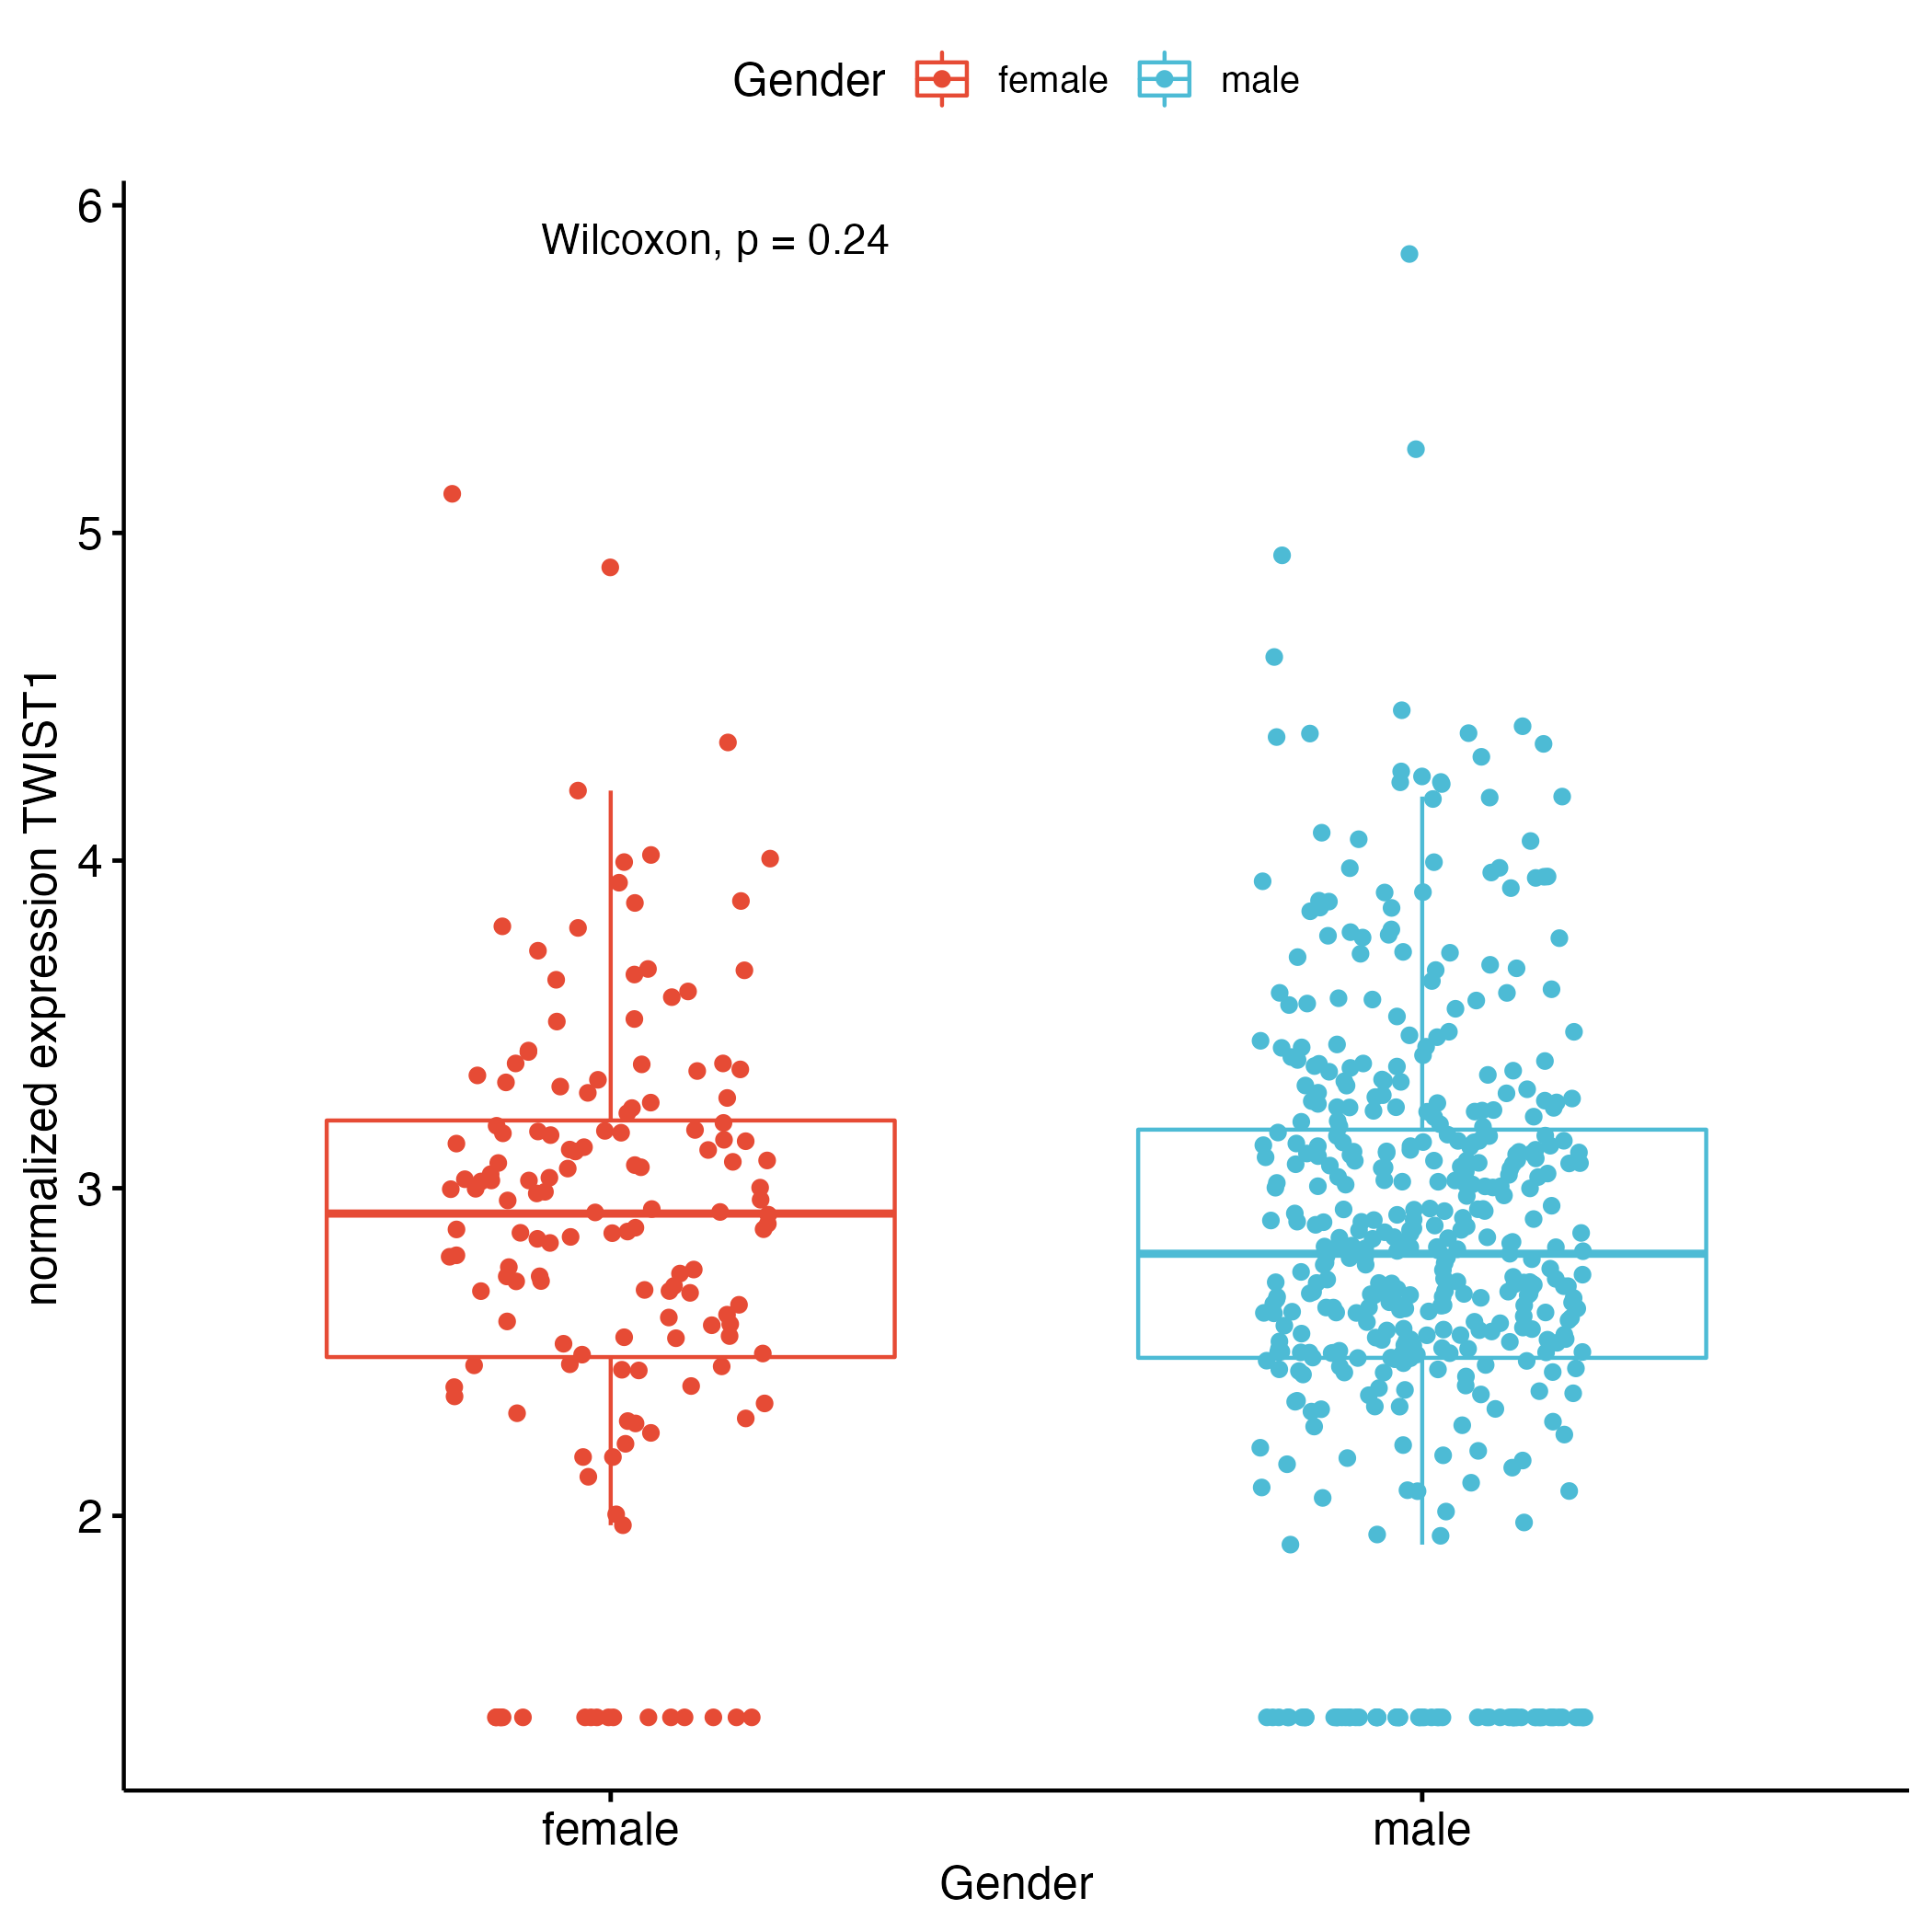 Gender female male
6
Wilcoxon, p = 0.24
5
4
3
2
normalized expression TWIST1
female male
Gender